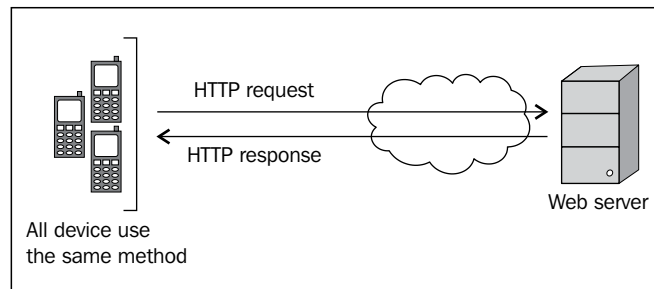 HTTP request
HTTP response
Web server
All device use
the same method